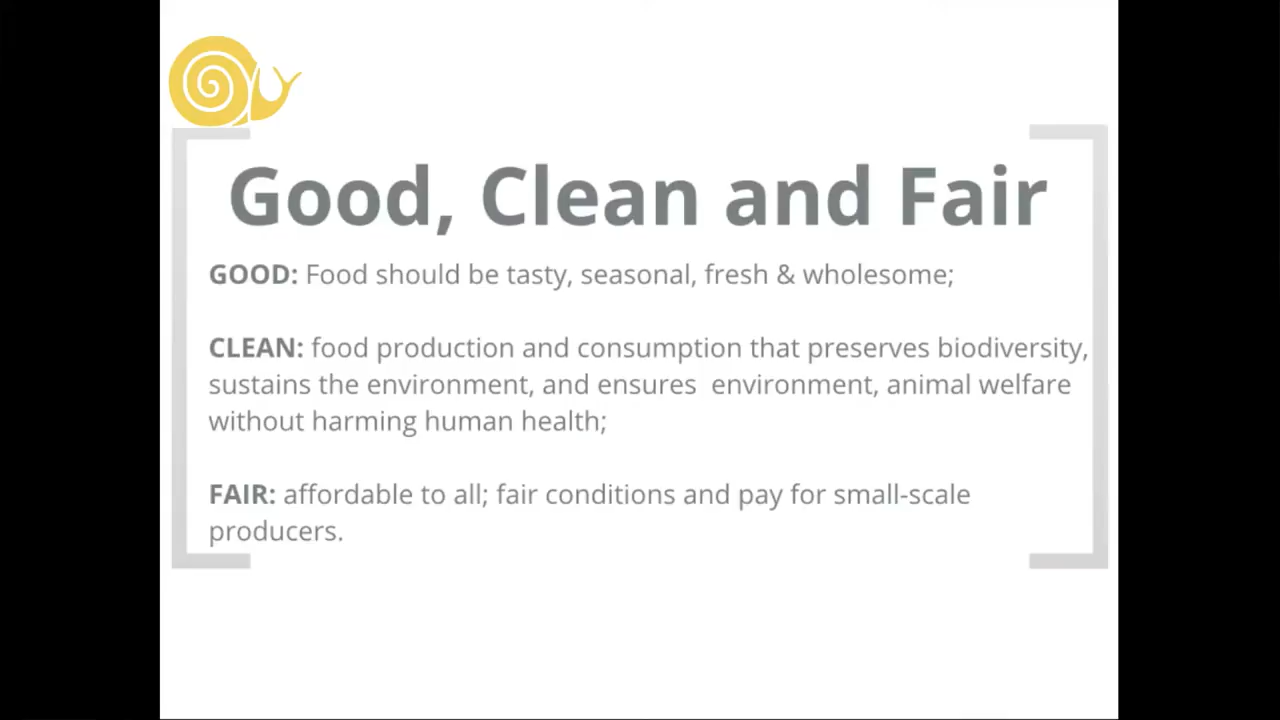 Good, Clean and Fair
GOOD: Food should be tasty, seasonal, fresh & wholesome;
CLEAN: food production and consumption that preserves biodiversity,
sustains the environment, and ensures  environment, animal welfare
without harming human health;
FAIR: affordable to all; fair conditions and pay for small-scale
producers.